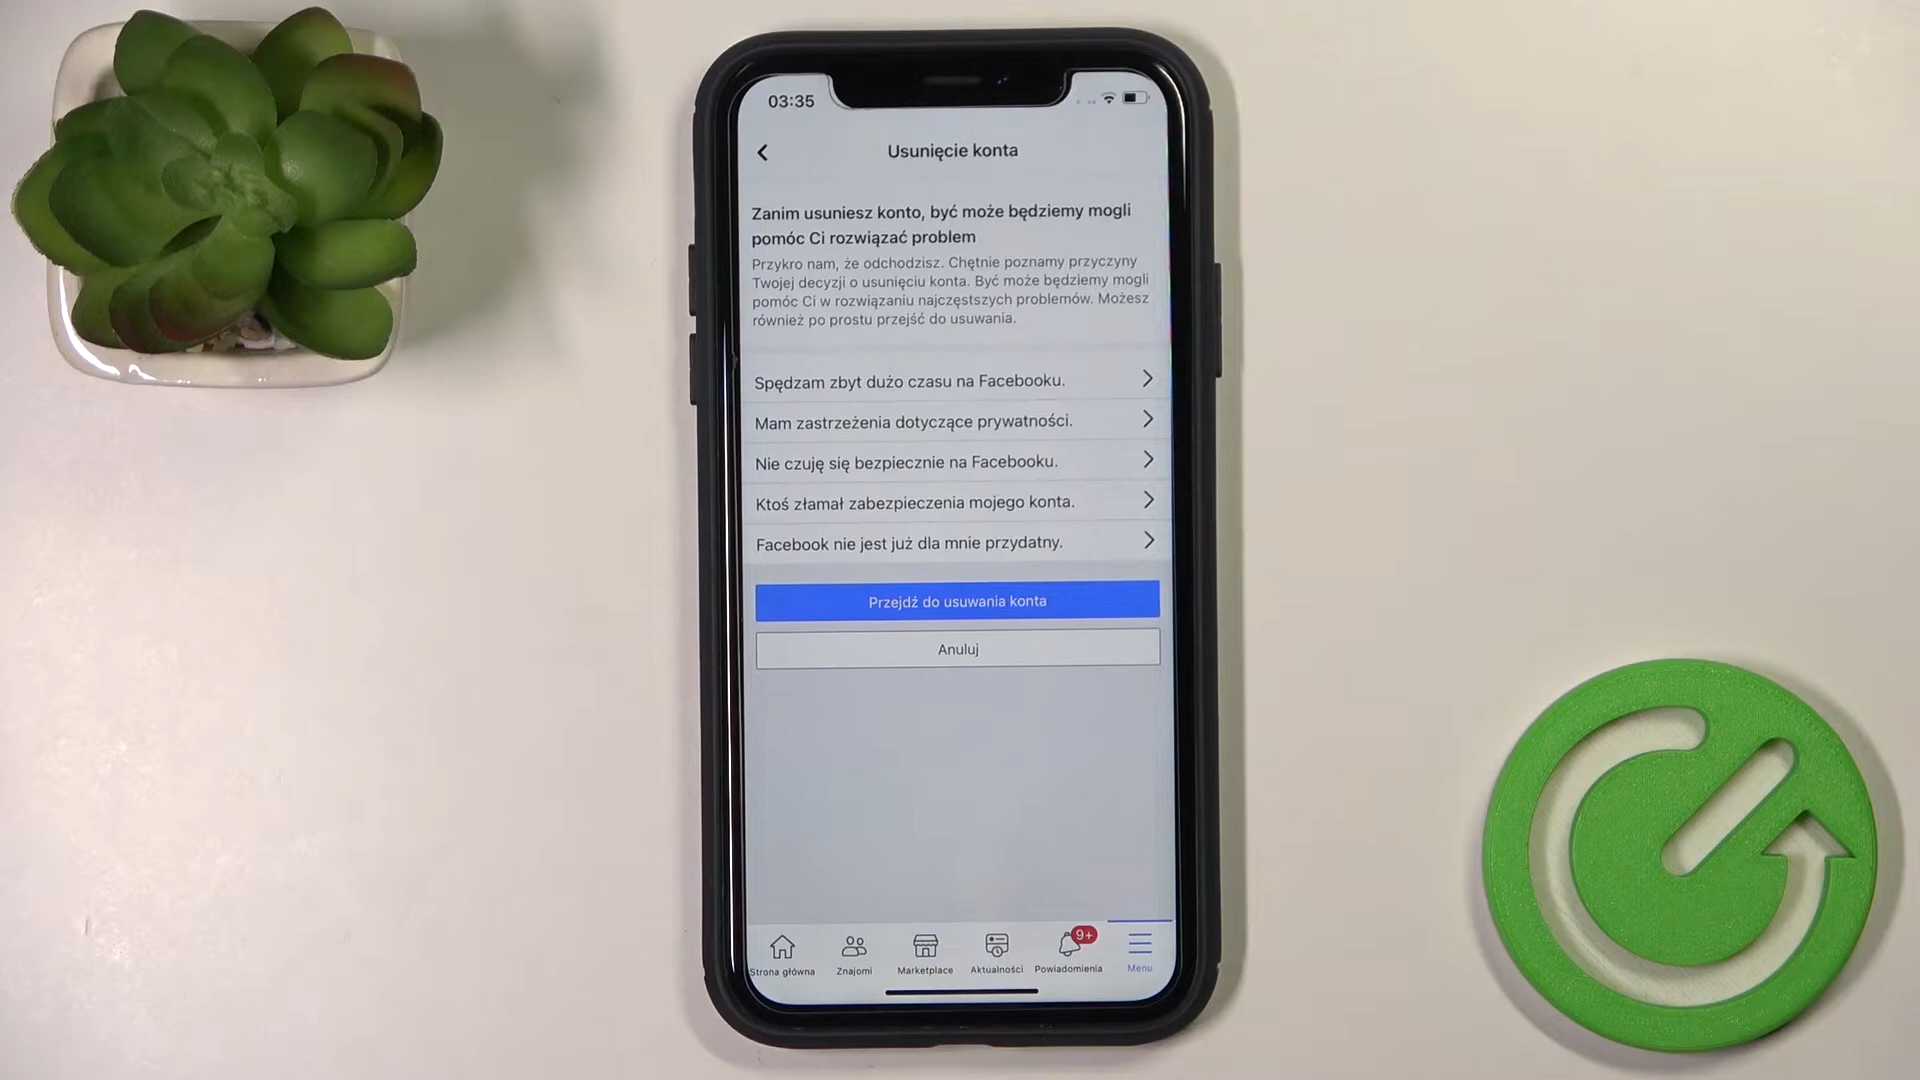 03:35
Usunięcie konta
Zanim usuniesz konto, być może będziemy mogli
pomóc Ci rozwiązać problem
Przykro nam, że odchodzisz. Chętnie poznamy przyczyny
Twojej decyzji o usunięciu konta. Być może będziemy mogli
pomóc Ci w rozwiązaniu najczęstszych problemów. Możesz
również po prostu przejść do usuwania.
Spędzam zbyt dużo czasu na Facebooku.
Mam zastrzeżenia dotyczące prywatności.
Nie czuję się bezpiecznie na Facebooku.
Ktoś złamał zabezpieczenia mojego konta.
Facebook nie jest już dla mnie przydatny.
Przejdź do usuwania konta
Anuluj
9+
Strona główna Znajomi Marketplace Aktualności Powiadomienia Menu